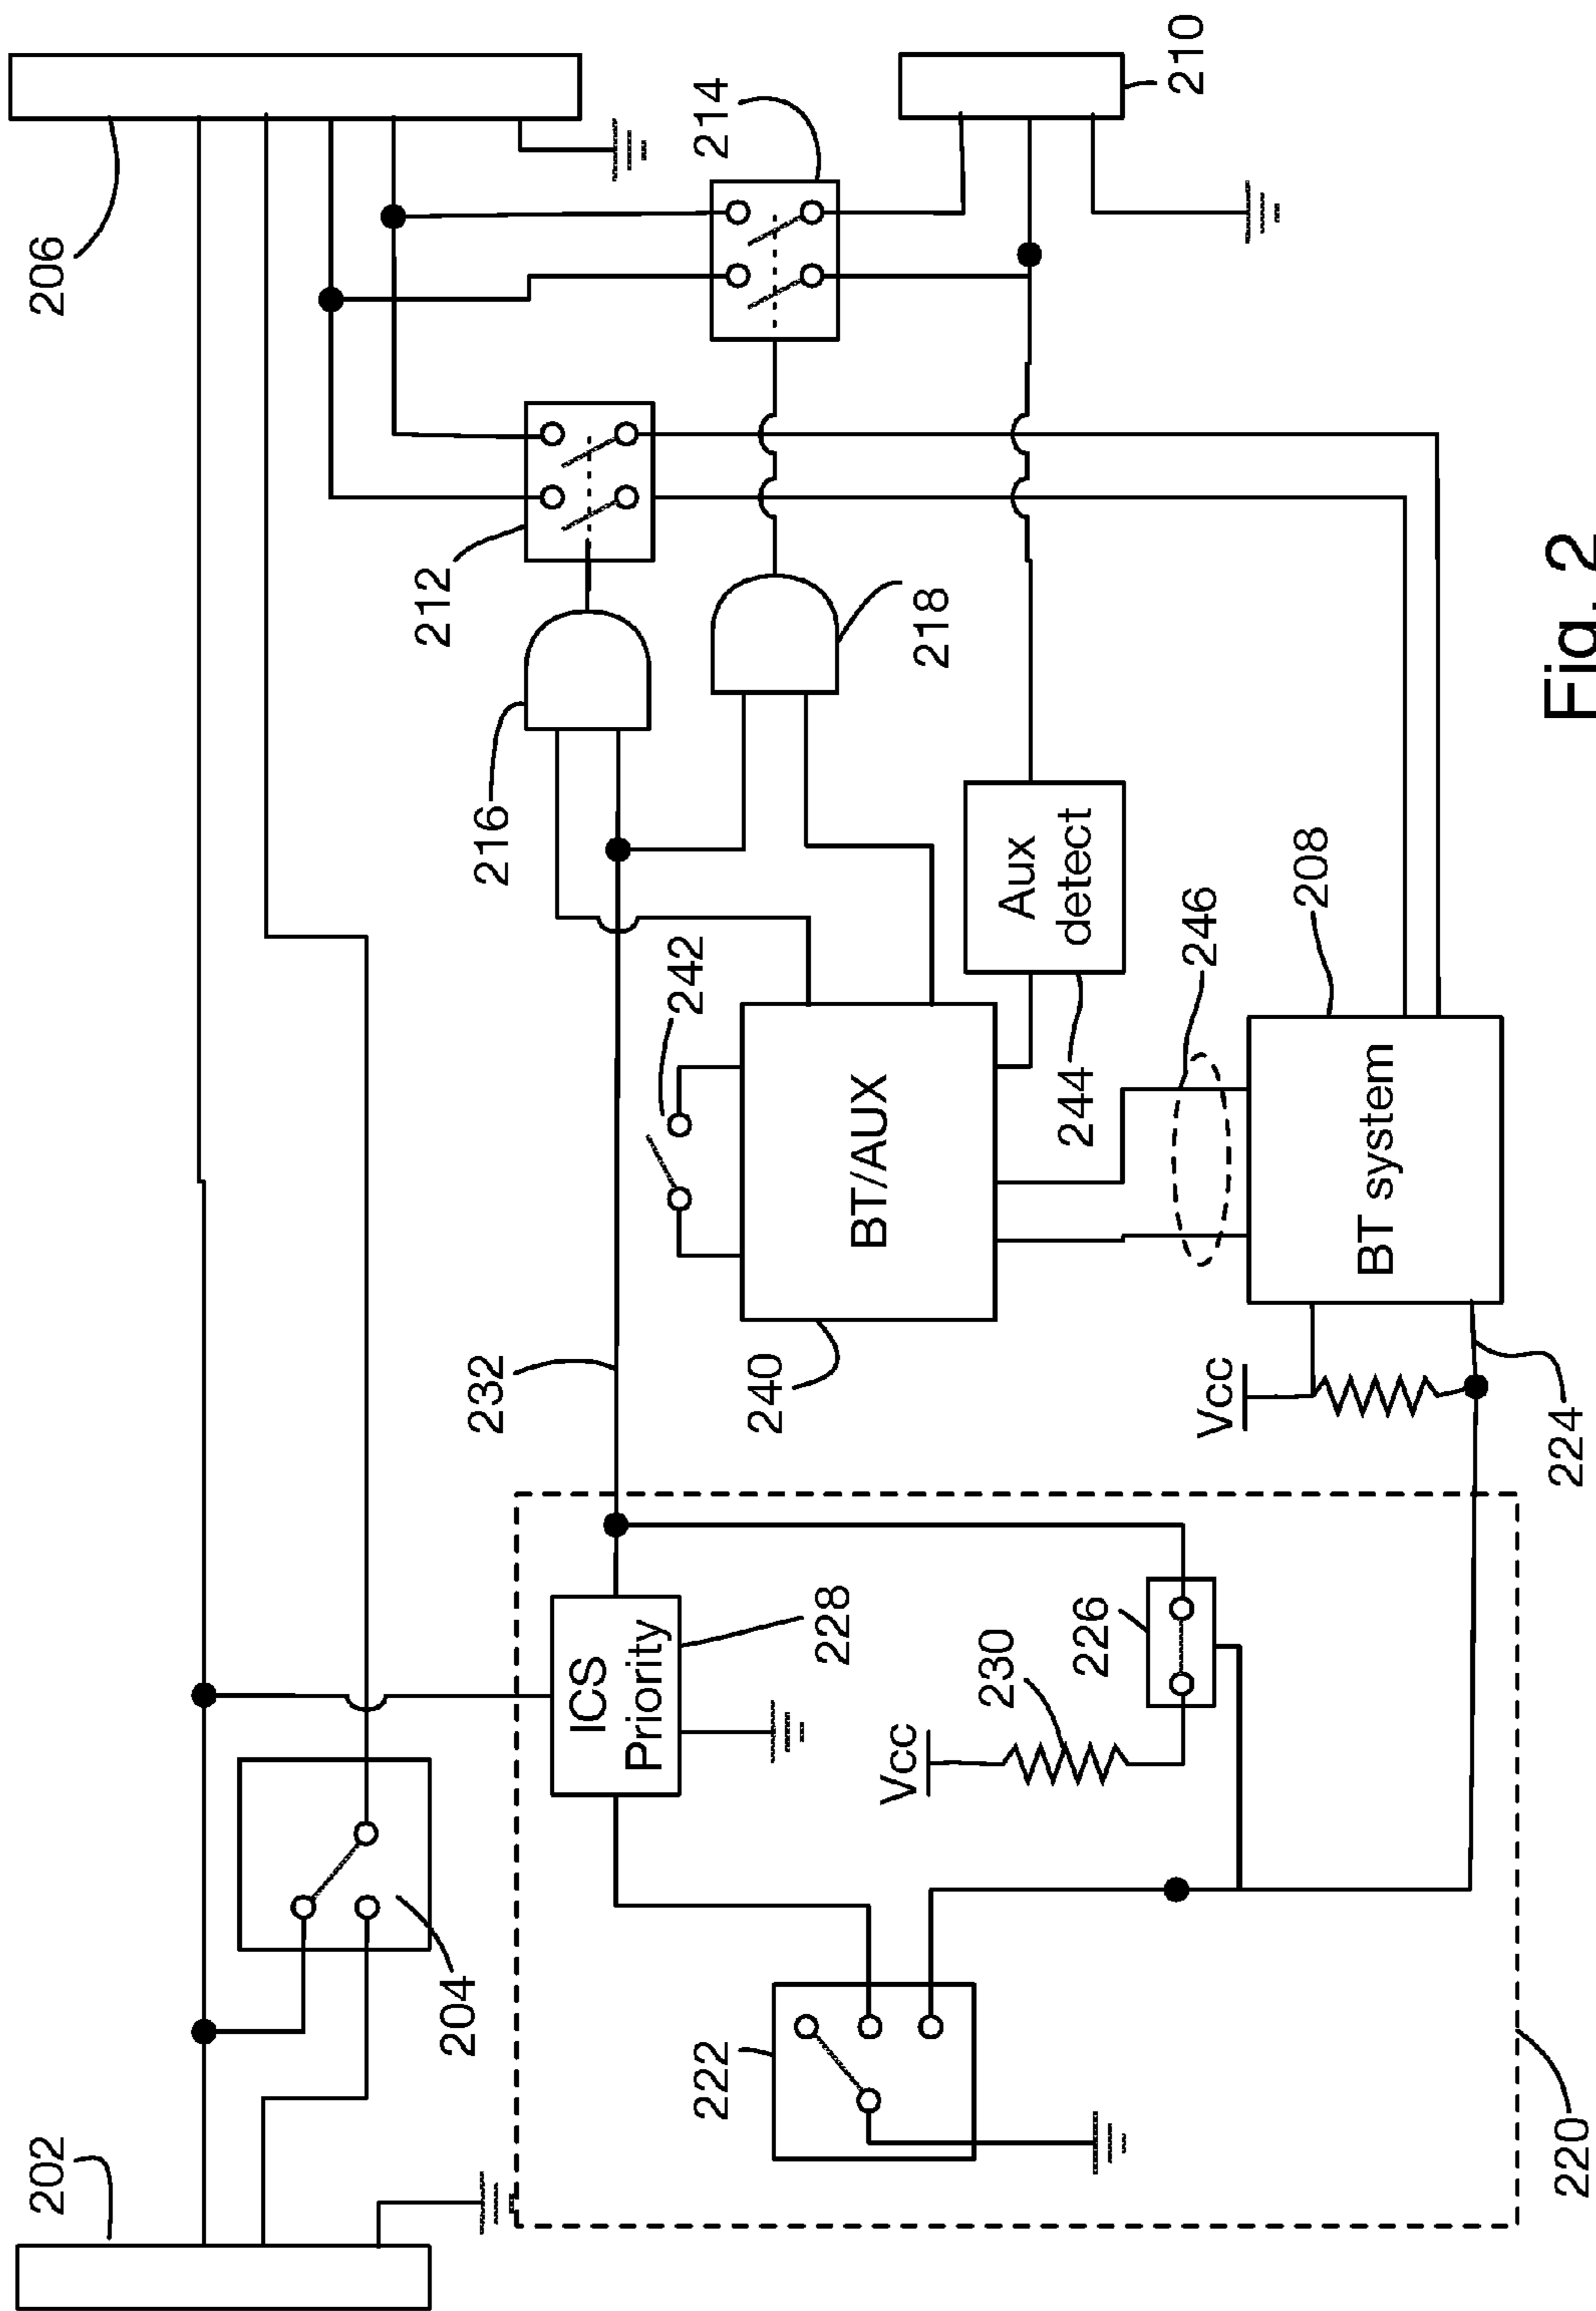 202
206
204
212
214
210
216
218
232
242
ICS
Priority
228
222
240
BT/AUX
Aux
detect
244
Vcc
230
226
246
208
BT system
Vcc
224
220
Fig. 2